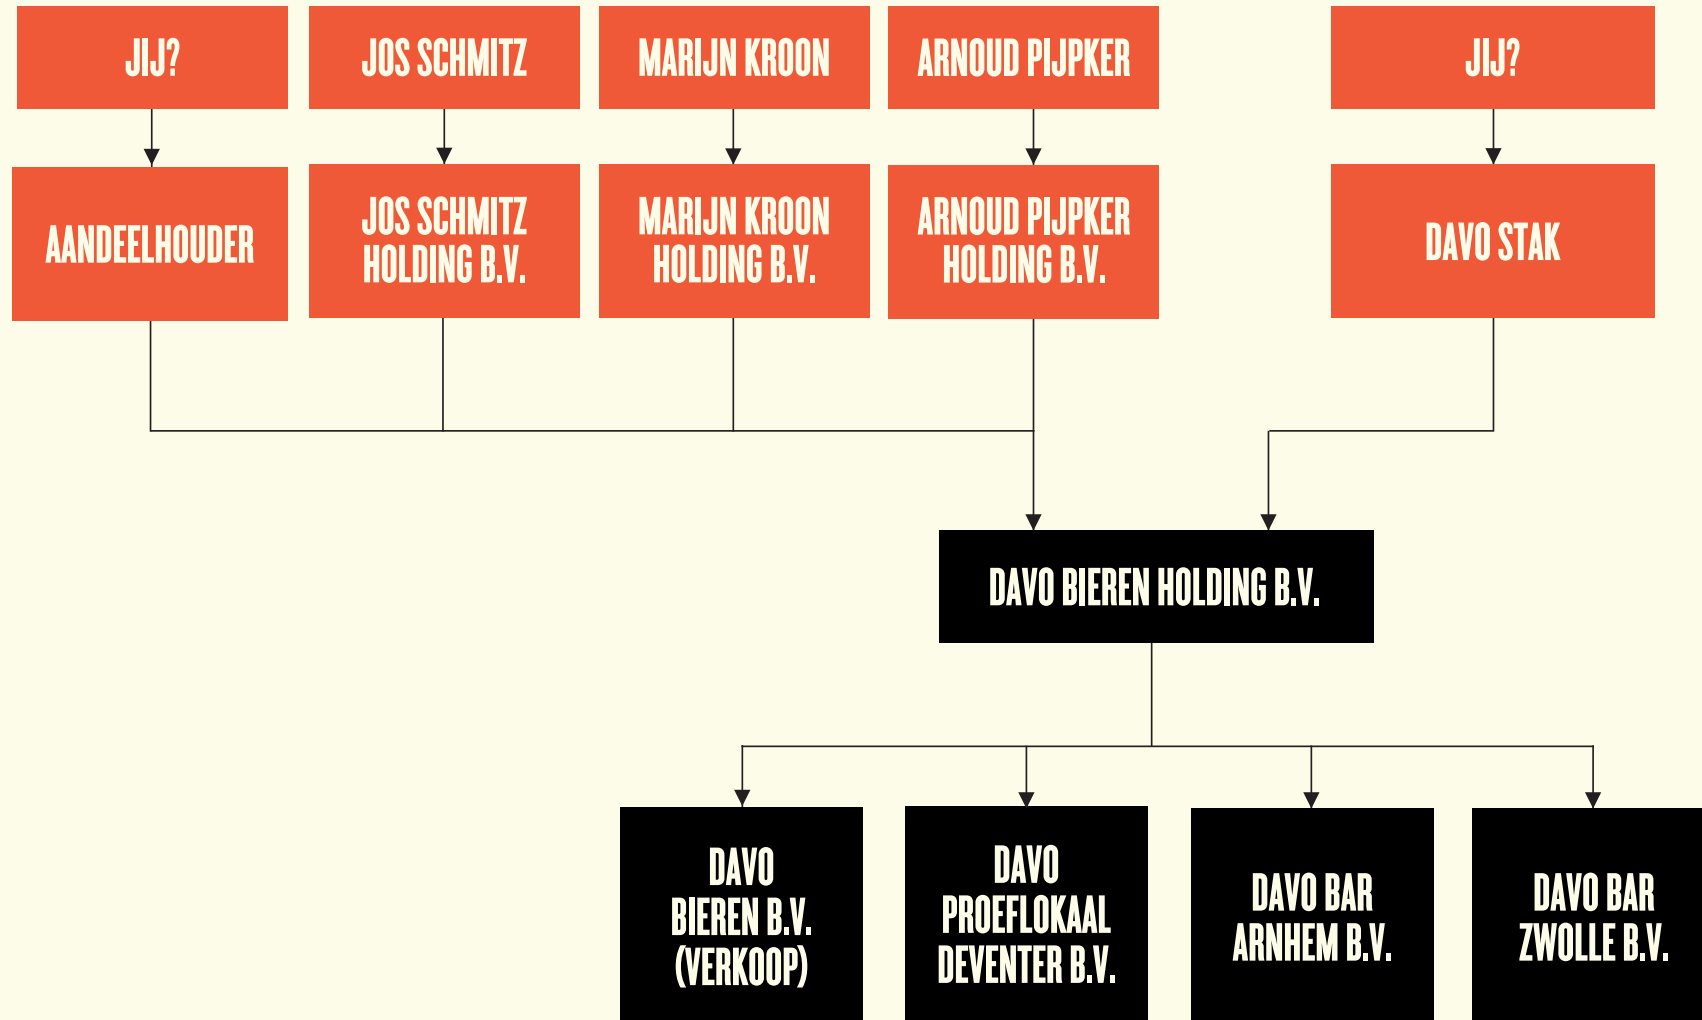 JIJ?
JOS SCHMITZ
MARIJN KROON
ARNOUD PIJPKER
JIJ?
AANDEELHOUDER
JOS SCHMITZ
HOLDING B.V.
MARIJN KROON
HOLDING B.V.
ARNOUD PIJPKER
HOLDING B.V.
DAVO STAK
DAVO BIEREN HOLDING B.V.
DAVO
BIEREN B.V.
(VERKOOP)
DAVO
PROEFLOKAAL
DEVENTER B.V.
DAVO BAR
ARNHEM B.V.
DAVO BAR
ZWOLLE B.V.